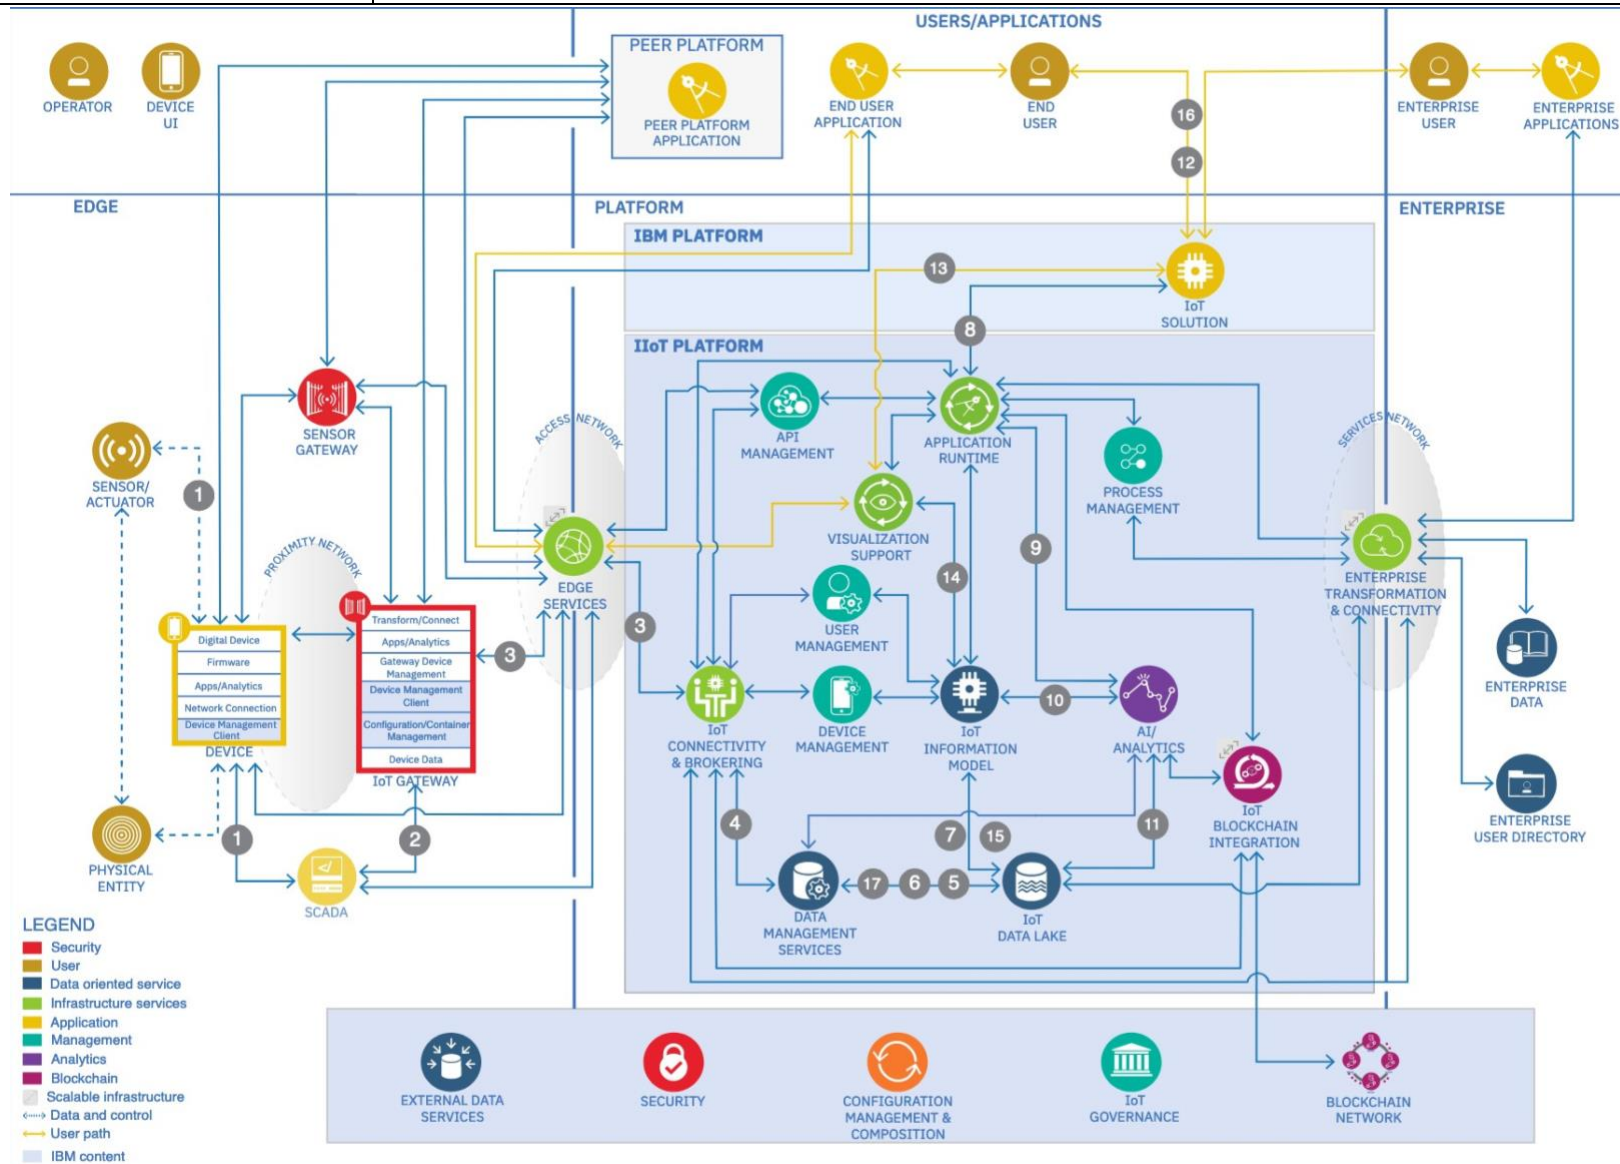 USERS/APPLICATIONS
OPERATOR
DEVICE
UI
PEER PLATFORM
PEER PLATFORM
APPLICATION
END USER
APPLICATION
END
USER
16
12
ENTERPRISE
USER
ENTERPRISE
APPLICATIONS
EDGE
PLATFORM
ENTERPRISE
IBM PLATFORM
13
IoT
SOLUTION
8
IIoT PLATFORM
SENSOR
GATEWAY
ACCESS NETWORK
API
MANAGEMENT
APPLICATION
RUNTIME
SERVICES NETWORK
SENSOR/
ACTUATOR
1
PROCESS
MANAGEMENT
PROXIMITY NETWORK
VISUALIZATION
SUPPORT
9
14
EDGE
SERVICES
ENTERPRISE
TRANSFORMATION
& CONNECTIVITY
3
3
USER
MANAGEMENT
Digital Device
Firmware
Apps/Analytics
Network Connection
Device Management
Client
DEVICE
Transform/Connect
Apps/Analytics
Gateway Device
Management
Device Management
Client
Configuration/Container
Management
Device Data
IoT GATEWAY
IoT
CONNECTIVITY
& BROKERING
DEVICE
MANAGEMENT
IoT
INFORMATION
MODEL
10
AI/
ANALYTICS
ENTERPRISE
DATA
1
2
4
7
15
11
IoT
BLOCKCHAIN
INTEGRATION
ENTERPRISE
USER DIRECTORY
PHYSICAL
ENTITY
SCADA
17
6
5
DATA
MANAGEMENT
SERVICES
IoT
DATA LAKE
LEGEND
Security
User
Data oriented service
Infrastructure services
Application
Management
Analytics
Blockchain
Scalable infrastructure
Data and control
User path
IBM content
EXTERNAL DATA
SERVICES
SECURITY
CONFIGURATION
MANAGEMENT &
COMPOSITION
IoT
GOVERNANCE
BLOCKCHAIN
NETWORK